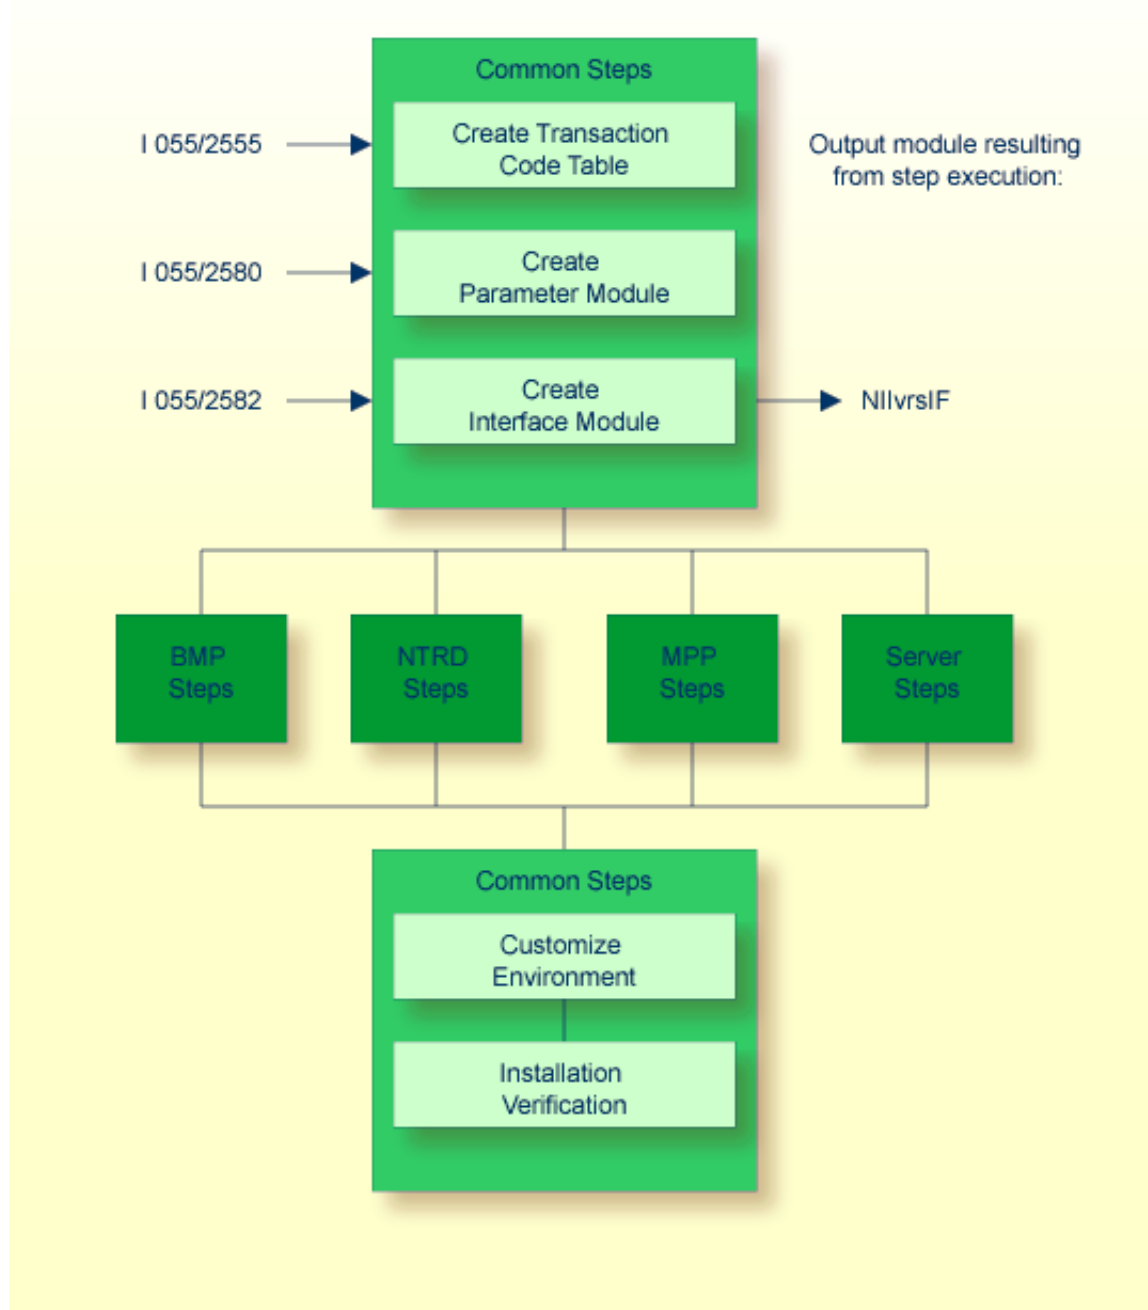 Common Steps
I 055/2555
Create Transaction
Code Table
Output module resulting
from step execution:
I 055/2580
Create
Parameter Module
I 055/2582
Create
Interface Module
NIIvrsIF
BMP
Steps
NTRD
Steps
MPP
Steps
Server
Steps
Common Steps
Customize
Environment
Installation
Verification